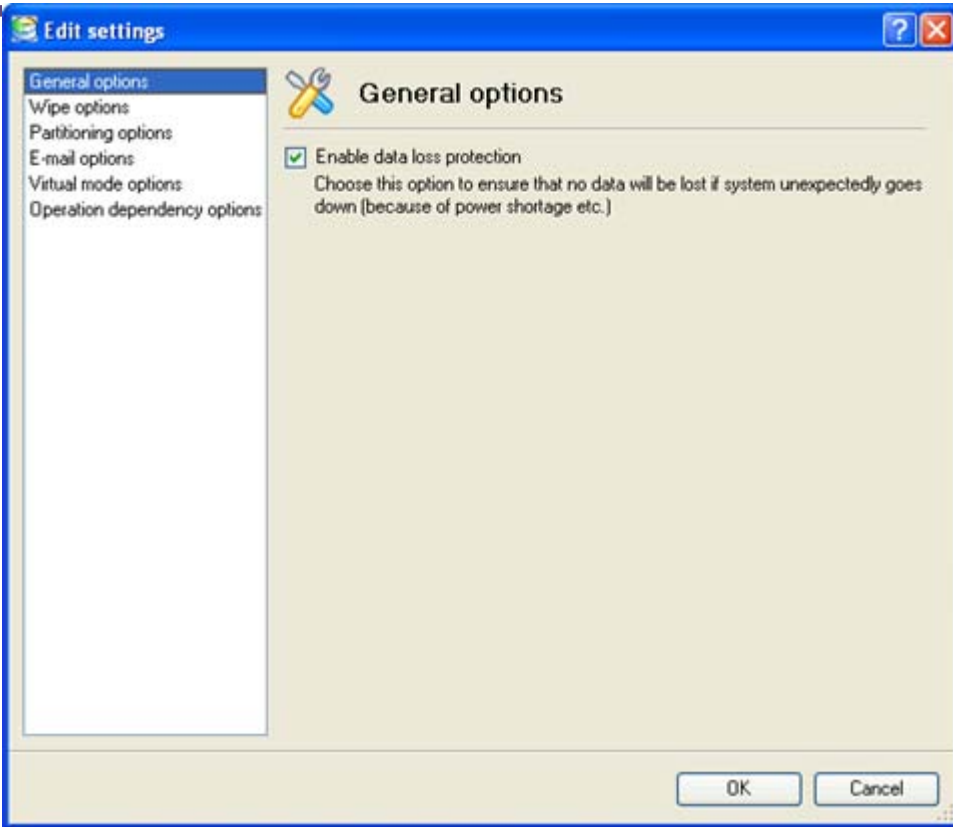 Edit settings
General options
Wipe options
Partitioning options
E-mail options
Virtual mode options
Operation dependency options
General options
Enable data loss protection
Choose this option to ensure that no data will be lost if system unexpectedly goes
down (because of power shortage etc.)
OK
Cancel